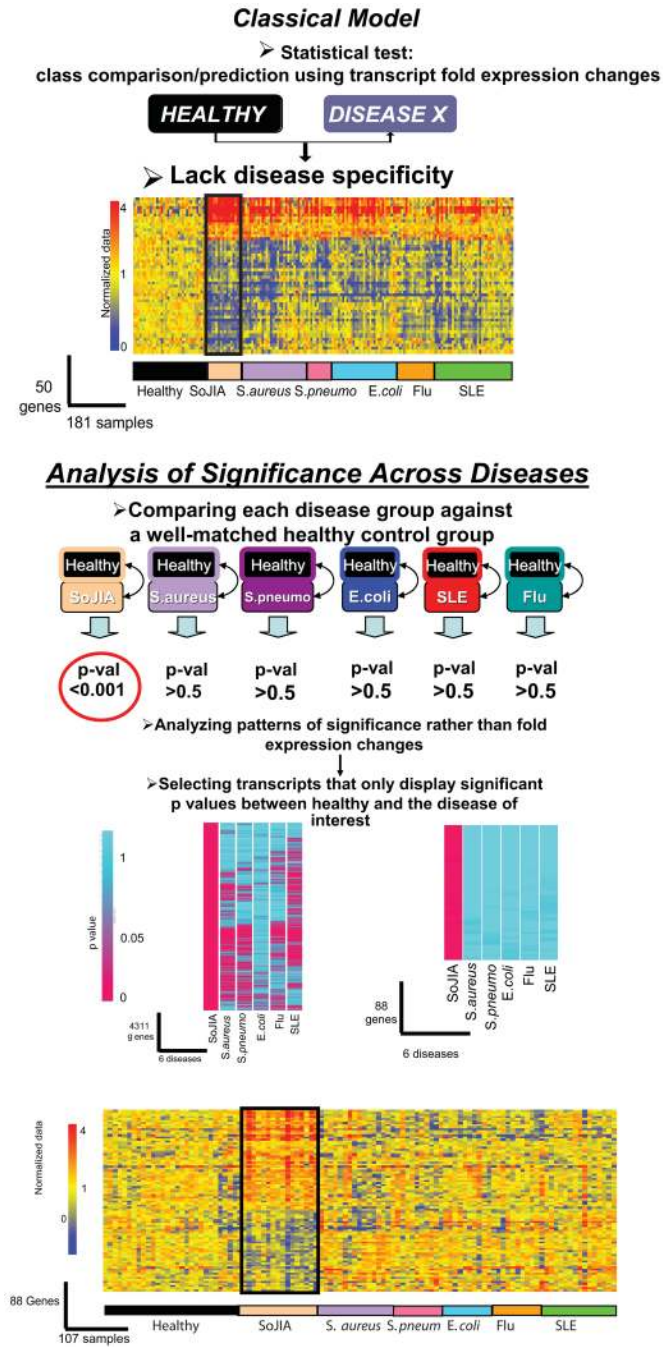 Classical Model
➢ Statistical test:
class comparison/prediction using transcript fold expression changes
HEALTHY DISEASE X
➢ Lack disease specificity
4
1
0
Normalized data
50
genes
181 samples
Healthy SoJIA S.aureus S.pneumo E.coli Flu SLE
Analysis of Significance Across Diseases
➢Comparing each disease group against
a well-matched healthy control group
Healthy Healthy Healthy Healthy Healthy Healthy
SoJIA S.aureus S.pneumo E.coli SLE Flu
p-val p-val p-val p-val p-val p-val
<0.001 >0.5 >0.5 >0.5 >0.5 >0.5
➢Analyzing patterns of significance rather than fold
expression changes
➢Selecting transcripts that only display significant
p values between healthy and the disease of
interest
1
0.05
0
p value
4311
genes
6 diseases
SoJIA
S.aureus
S.pneumo
E.coli
Flu
SLE
88
genes
6 diseases
SoJIA
S.aureus
S.pneumo
E.coli
Flu
SLE
4
1
0
Normalized data
88 Genes
107 samples
Healthy SoJIA S. aureus S.pneum E.coli Flu SLE